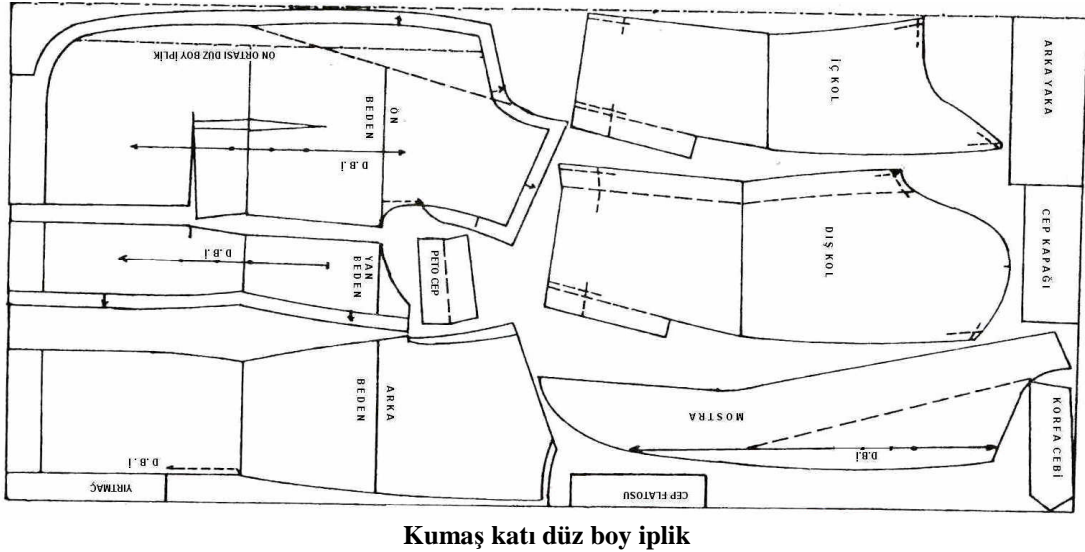 ÖN ORTASI DÜZ BOY İPLİK
ÖN
BEDEN
D.B.İ
YAN
BEDEN
D.B.İ
PETO CEP
ARKA
BEDEN
D.B.İ
YIRTMAÇ
İÇ KOL
DIŞ KOL
MOSTRA
D.B.İ
CEP FLATOSU
ARKA YAKA
CEP KAPAĞI
KORFA CEBİ
Kumaş katı düz boy iplik